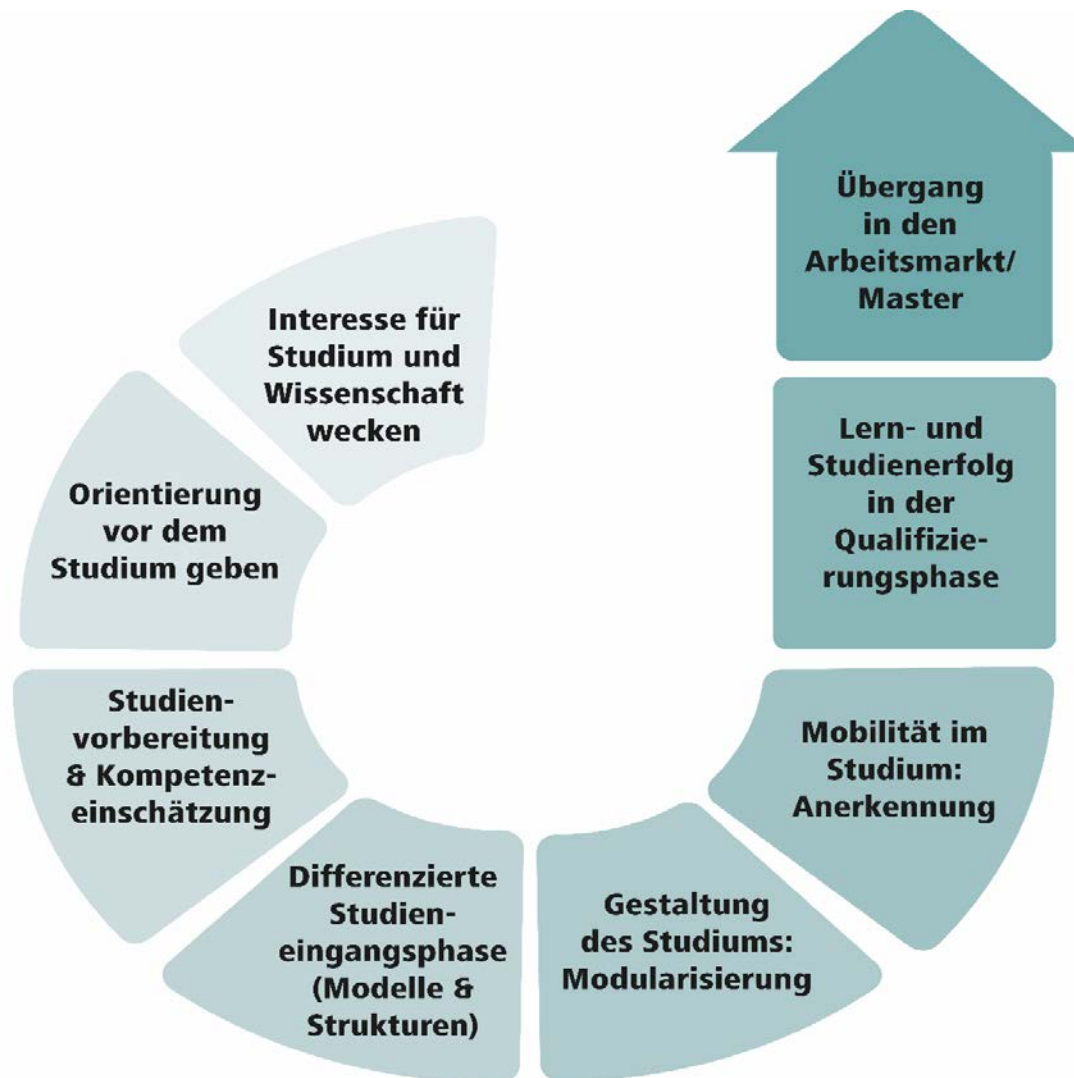 Interesse für
Studium und
Wissenschaft
wecken
Orientierung
vor dem
Studium geben
Studien-
vorbereitung
& Kompetenz-
einschätzung
Differenzierte
Studien-
eingangsphase
(Modelle &
Strukturen)
Gestaltung
des Studiums:
Modularisierung
Mobilität im
Studium:
Anerkennung
Lern- und
Studienerfolg
in der
Qualifizie-
rungsphase
Übergang
in den
Arbeitsmarkt/
Master